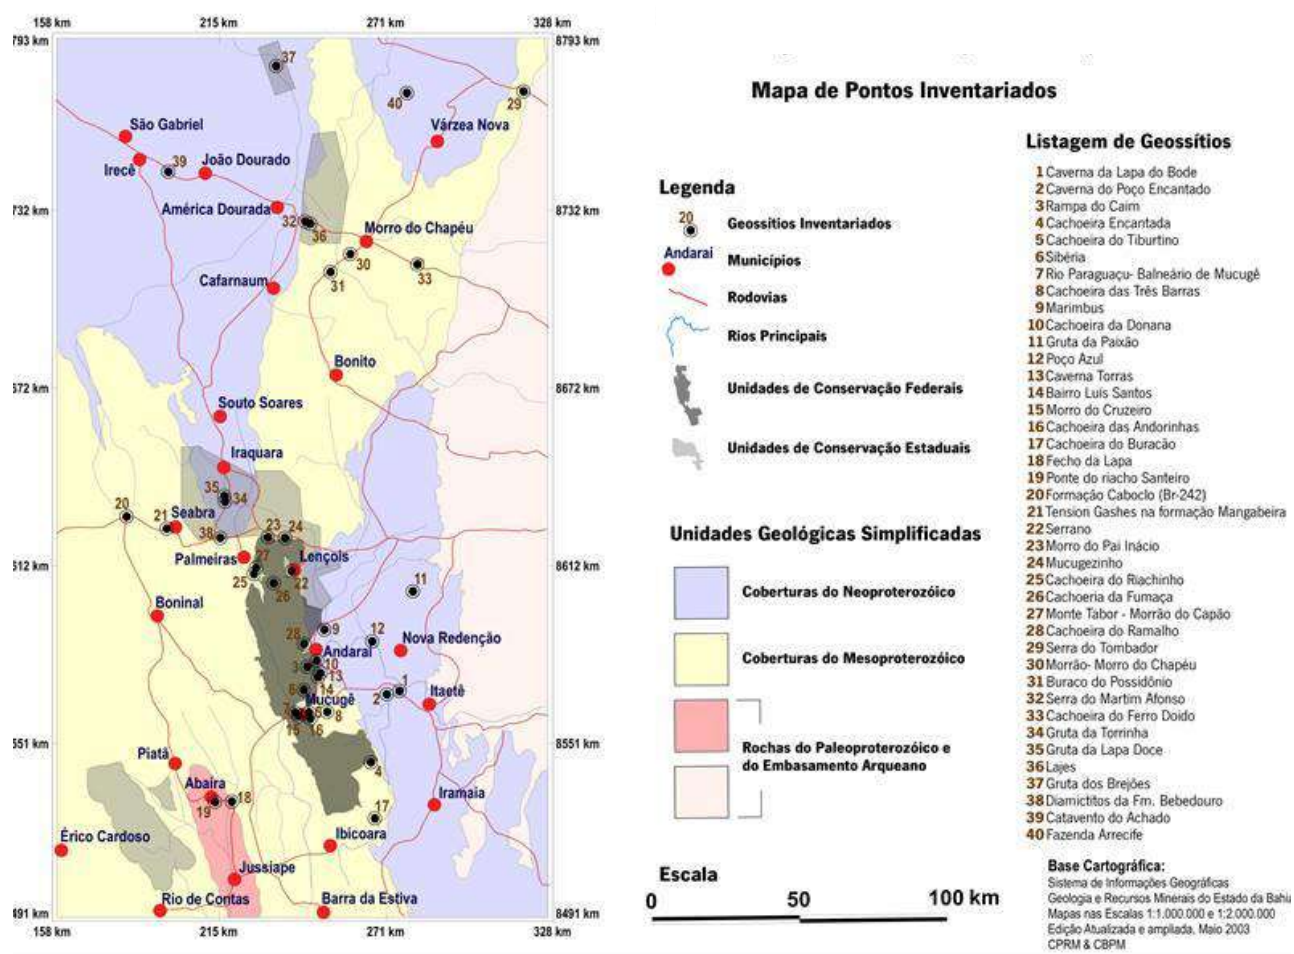 158 km 215 km 271 km 328 km
793 km 8793 km
37
40
29
São Gabriel
Várzea Nova
Irecê
39
João Dourado
América Dourada
732 km 8732 km
32
36
Morro do Chapéu
30
33
31
Cafarnaum
Bonito
672 km 8672 km
Souto Soares
Iraquara
35
34
20
21
Seabra
38
23
24
Palmeiras
27
Lençóis
612 km 8612 km
25
22
26
11
Boninal
28
9
12
Nova Redenção
Andaraí
3
10
13
6
14
1
2
Itaetê
Mucugê
7
5
8
15
16
551 km 8551 km
Piatã
4
Abaíra
19
18
17
Iramaia
Ibicoara
Érico Cardoso
Jussiape
Rio de Contas
Barra da Estiva
491 km 8491 km
158 km 215 km 271 km 328 km
Mapa de Pontos Inventariados
Legenda
20
Geossítios Inventariados
Andarai
Municípios
Rodovias
Rios Principais
Unidades de Conservação Federais
Unidades de Conservação Estaduais
Unidades Geológicas Simplificadas
Coberturas do Neoproterozóico
Coberturas do Mesoproterozóico
Rochas do Paleoproterozóico e
do Embasamento Arqueano
Escala
0 50 100 km
Listagem de Geossítios
1 Caverna da Lapa do Bode
2 Caverna do Poço Encantado
3 Rampa do Caim
4 Cachoeira Encantada
5 Cachoeira do Tiburtino
6 Sibéria
7 Rio Paraguaçu- Balneário de Mucugê
8 Cachoeira das Três Barras
9 Marimbus
10 Cachoeira da Donana
11 Gruta da Paixão
12 Poço Azul
13 Caverna Torras
14 Bairro Luís Santos
15 Morro do Cruzeiro
16 Cachoeira das Andorinhas
17 Cachoeira do Buracão
18 Fecho da Lapa
19 Ponte do riacho Santeiro
20 Formação Caboclo (Br-242)
21 Tension Gashes na formação Mangabeira
22 Serrano
23 Morro do Pai Inácio
24 Mucugezinho
25 Cachoeira do Riachinho
26 Cachoeria da Fumaça
27 Monte Tabor - Morrão do Capão
28 Cachoeira do Ramalho
29 Serra do Tombador
30 Morrão- Morro do Chapéu
31 Buraco do Possidônio
32 Serra do Martim Afonso
33 Cachoeira do Ferro Doido
34 Gruta da Torrinha
35 Gruta da Lapa Doce
36 Lajes
37 Gruta dos Brejões
38 Diamictitos da Fm. Bebedouro
39 Catavento do Achado
40 Fazenda Arrecife
Base Cartográfica:
Sistema de Informações Geográficas
Geologia e Recursos Minerais do Estado da Bahia
Mapas nas Escalas 1:1.000.000 e 1:2.000.000
Edição Atualizada e ampliada, Maio 2003
CPRM & CBPM